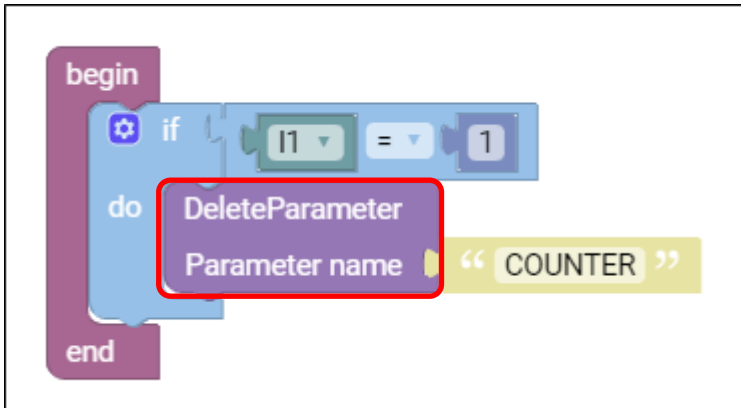 begin
if I1 = 1
do DeleteParameter
Parameter name “ COUNTER ”
end